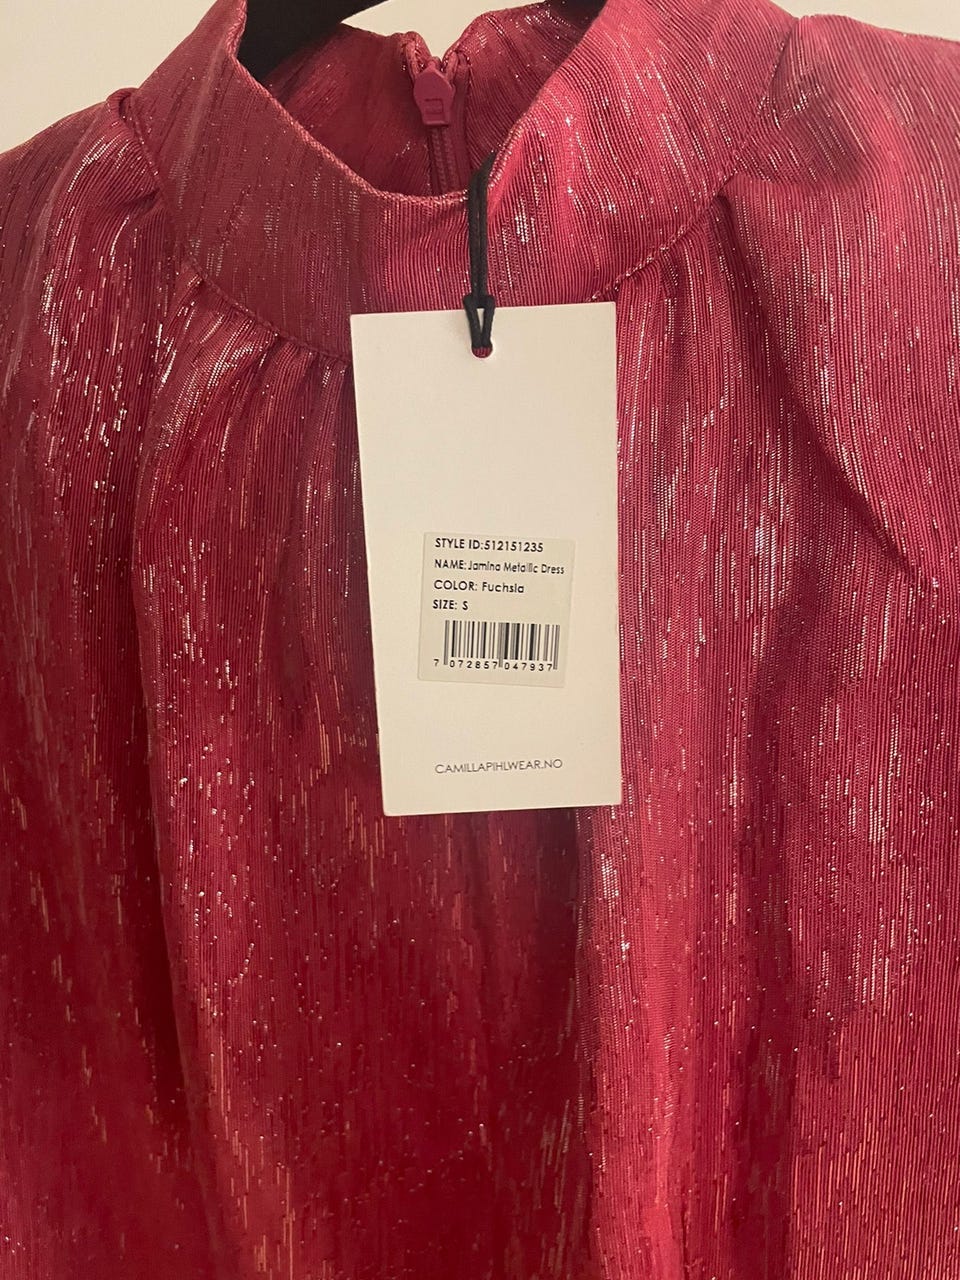 STYLE ID:512151235
NAME: Jamina Metallic Dress
COLOR: Fuchsia
SIZE: S
7 072857 047937
CAMILLAPIHLWEAR.NO